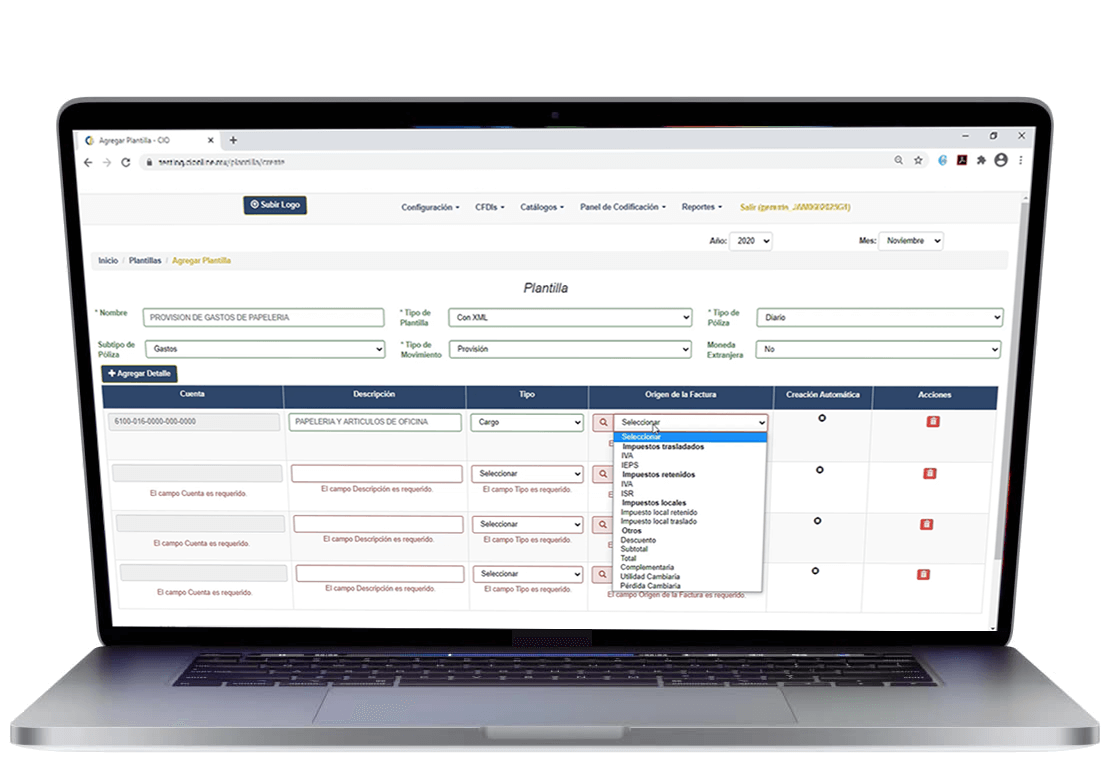 Agregar Plantilla - CIO
Subir Logo
Configuración CFDIs Catálogos Panel de Codificación Reportes Salir
Año: 2020 Mes: Noviembre
Inicio / Plantillas / Agregar Plantilla
Plantilla
* Nombre PROVISION DE GASTOS DE PAPELERIA * Tipo de Plantilla Con XML * Tipo de Póliza Diario
Subtipo de Póliza Gastos * Tipo de Movimiento Provisión Moneda Extranjera No
+ Agregar Detalle
Cuenta Descripción Tipo Origen de la Factura Creación Automática Acciones
6100-016-0000-000-0000 PAPELERIA Y ARTICULOS DE OFICINA Cargo Seleccionar
Seleccionar
Impuestos trasladados
IVA
IEPS
Impuestos retenidos
IVA
ISR
Impuestos locales
Impuesto local retenido
Impuesto local traslado
Otros
Descuento
Subtotal
Total
Complementaria
Utilidad Cambiaria
Pérdida Cambiaria
Seleccionar
El campo Cuenta es requerido. El campo Descripción es requerido. El campo Tipo es requerido.
Seleccionar
El campo Cuenta es requerido. El campo Descripción es requerido. El campo Tipo es requerido.
Seleccionar
El campo Cuenta es requerido. El campo Descripción es requerido. El campo Tipo es requerido. El campo Origen de la Factura es requerido.